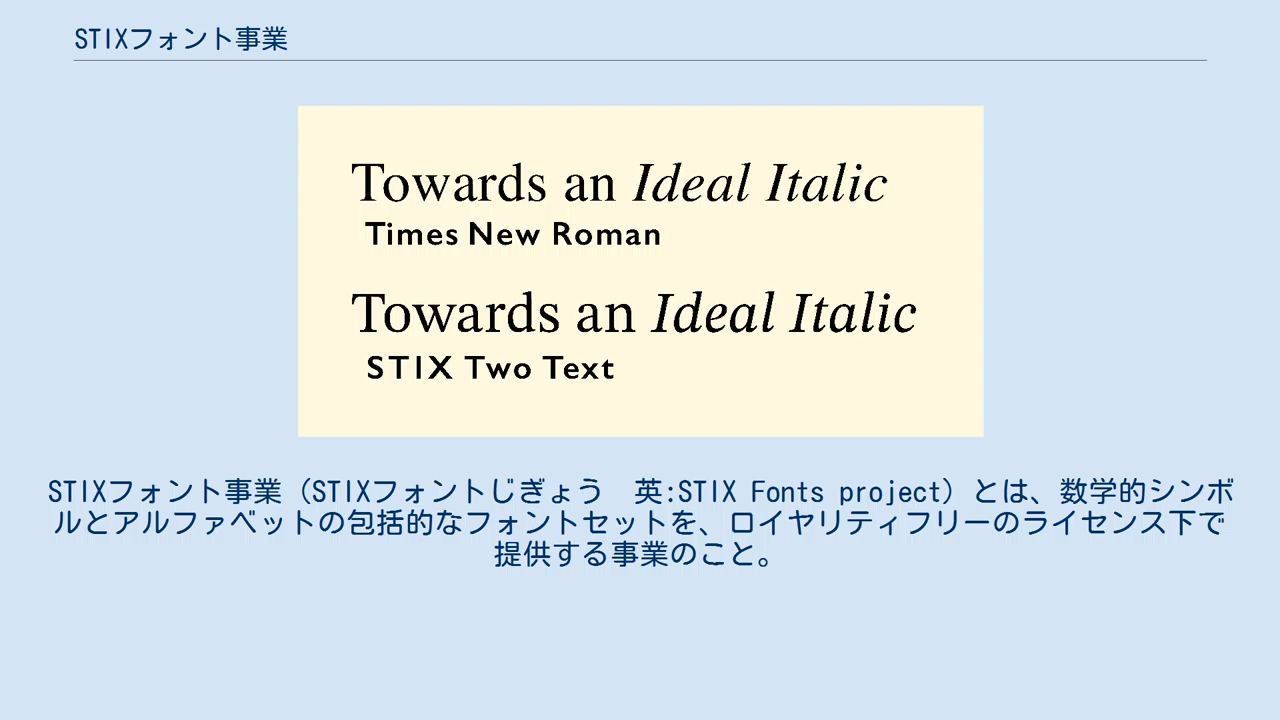 STIXフォント事業
Towards an Ideal Italic
Times New Roman
Towards an Ideal Italic
STIX Two Text
STIXフォント事業（STIXフォントじぎょう　英:STIX Fonts project）とは、数学的シンボ
ルとアルファベットの包括的なフォントセットを、ロイヤリティフリーのライセンス下で
提供する事業のこと。